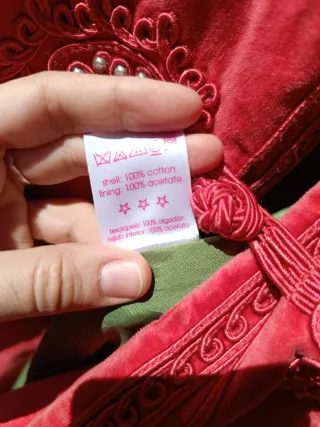 shell: 100% cotton
lining: 100% acetate
terciopelo: 100% algodón
tejido interior: 100% acetato